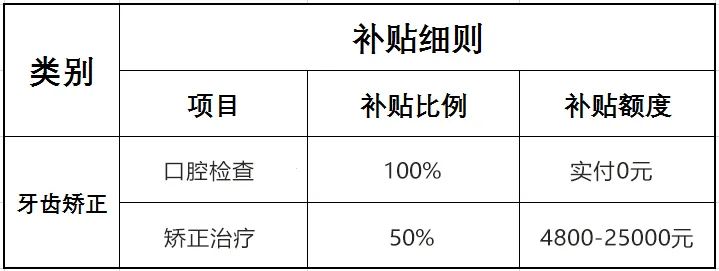 类别
补贴细则
项目
补贴比例
补贴额度
牙齿矫正
口腔检查
100%
实付0元
矫正治疗
50%
4800-25000元